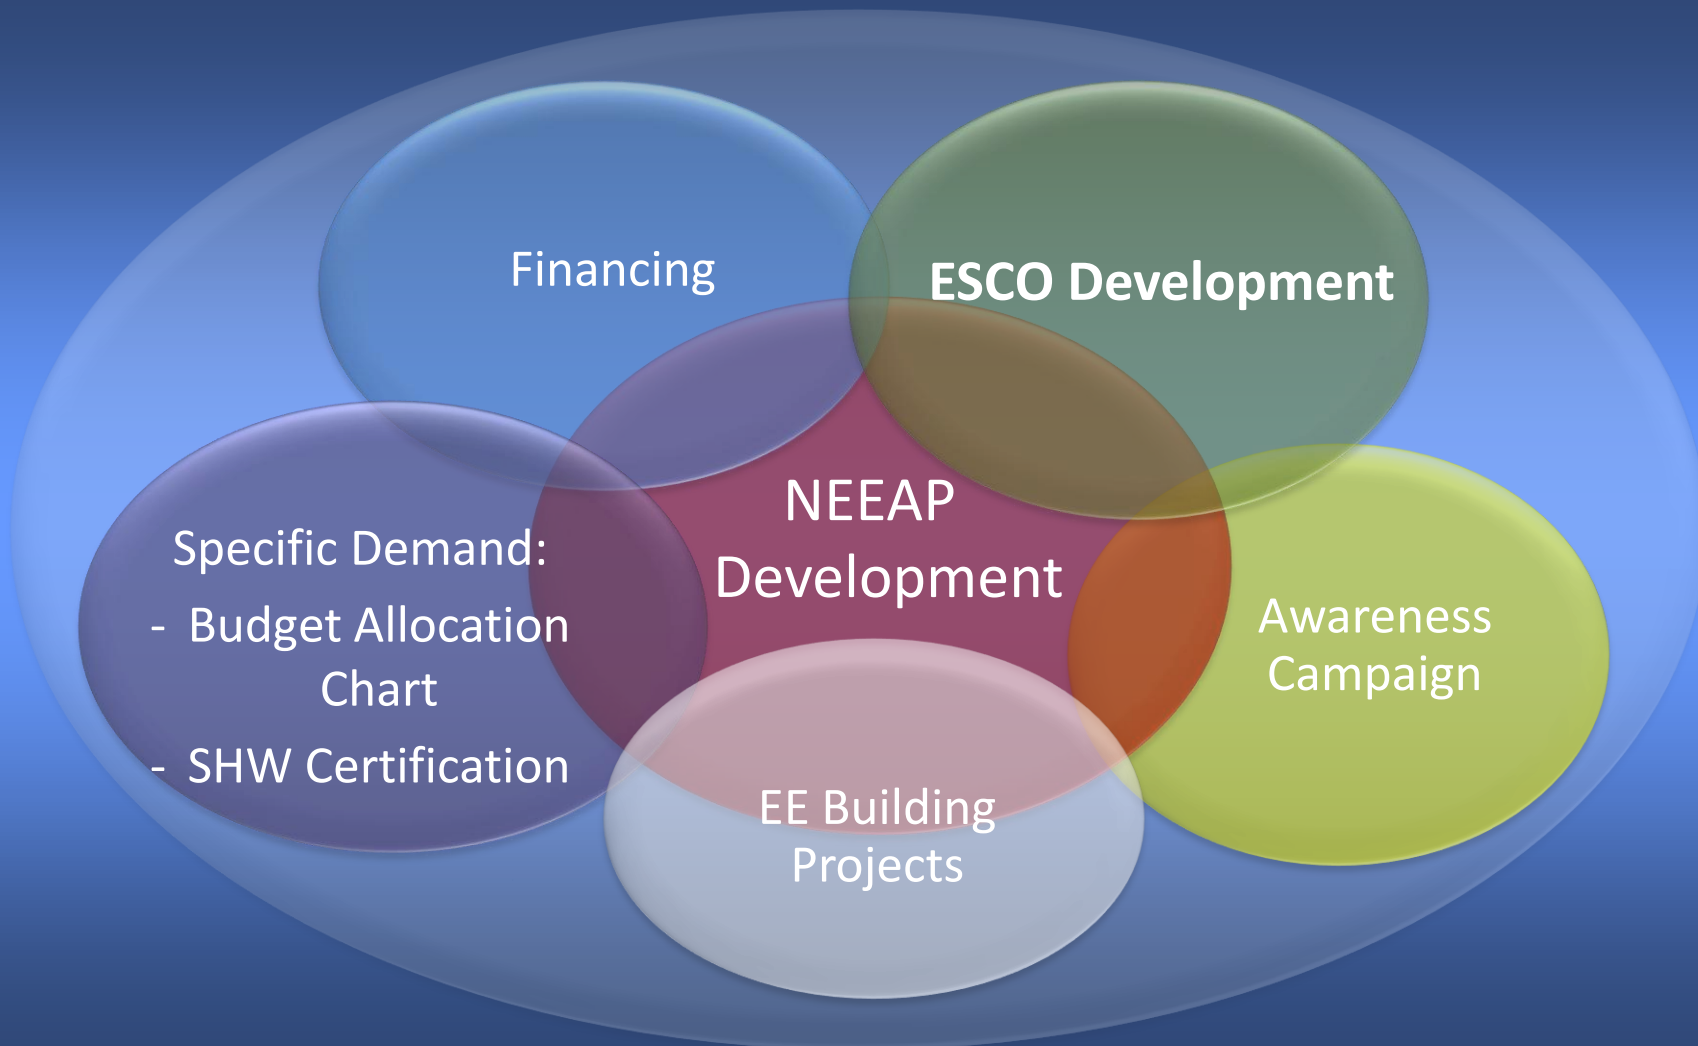 Financing
ESCO Development
NEEAP
Development
Specific Demand:
- Budget Allocation
Chart
- SHW Certification
Awareness
Campaign
EE Building
Projects